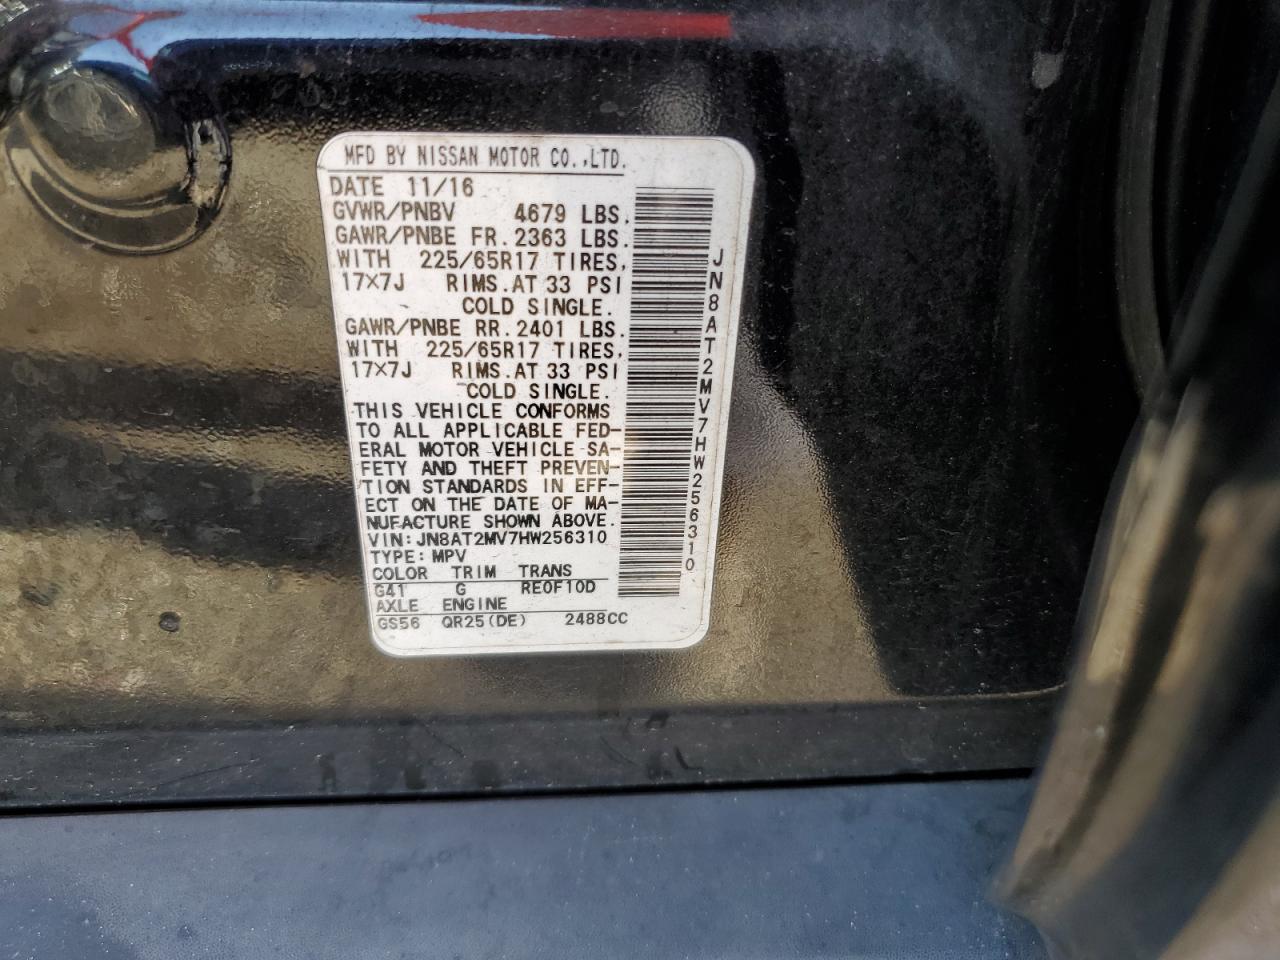 MFD BY NISSAN MOTOR CO.,LTD.
DATE 11/16
GVWR/PNBV 4679 LBS.
GAWR/PNBE FR. 2363 LBS.
WITH 225/65R17 TIRES,
17×7J RIMS.AT 33 PSI
COLD SINGLE.
GAWR/PNBE RR. 2401 LBS.
WITH 225/65R17 TIRES,
17×7J RIMS.AT 33 PSI
COLD SINGLE.
THIS VEHICLE CONFORMS
TO ALL APPLICABLE FED-
ERAL MOTOR VEHICLE SA-
FETY AND THEFT PREVEN-
TION STANDARDS IN EFF-
ECT ON THE DATE OF MA-
NUFACTURE SHOWN ABOVE.
VIN:JN8AT2MV7HW256310
TYPE:MPV
COLOR TRIM TRANS
G41 G RE0F10D
AXLE ENGINE
GS56 QR25(DE) 2488CC
JN8AT2MV7HW256310